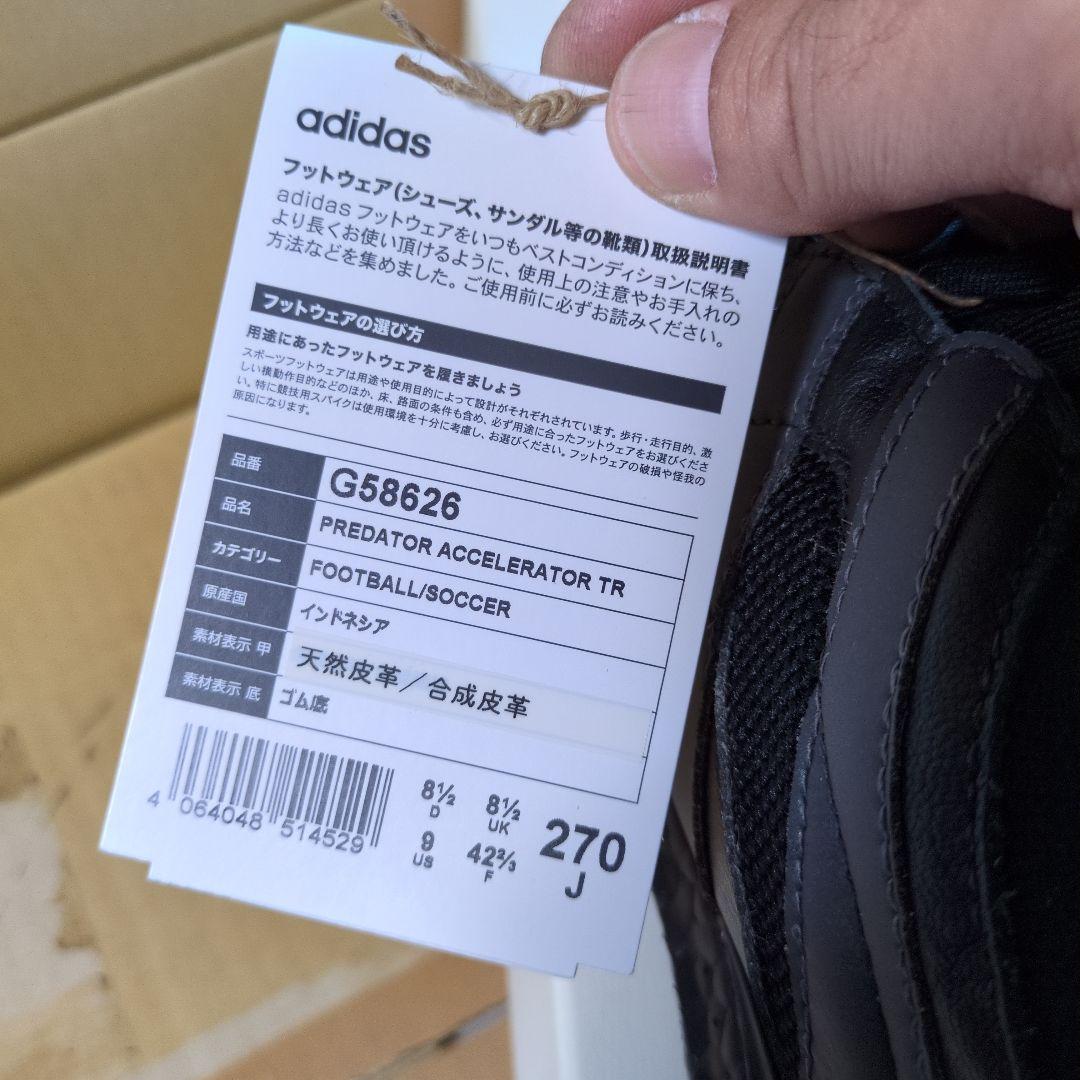 adidas
フットウェア(シューズ、サンダル等の靴類)取扱説明書
adidas フットウェアをいつもベストコンディションに保ち、
より長くお使い頂けるように、使用上の注意やお手入れの
方法などを集めました。ご使用前に必ずお読みください。
フットウェアの選び方
用途にあったフットウェアを履きましょう
スポーツフットウェアは用途や使用目的によって設計がそれぞれされています。歩行・走行目的、激
しい機動作目的などのほか、床、路面の条件も含め、必ず用途に合ったフットウェアをお選びくださ
い。特に競技用スパイクは使用環境を十分に考慮し、お選びください。フットウェアの破損や怪我の
原因になります。
品番 G58626
品名 PREDATOR ACCELERATOR TR
カテゴリー FOOTBALL/SOCCER
原産国 インドネシア
素材表示 甲 天然皮革/合成皮革
素材表示 底 ゴム底
4 064048 514529
8½ D 8½ UK
9 US 42⅔ F
270 J